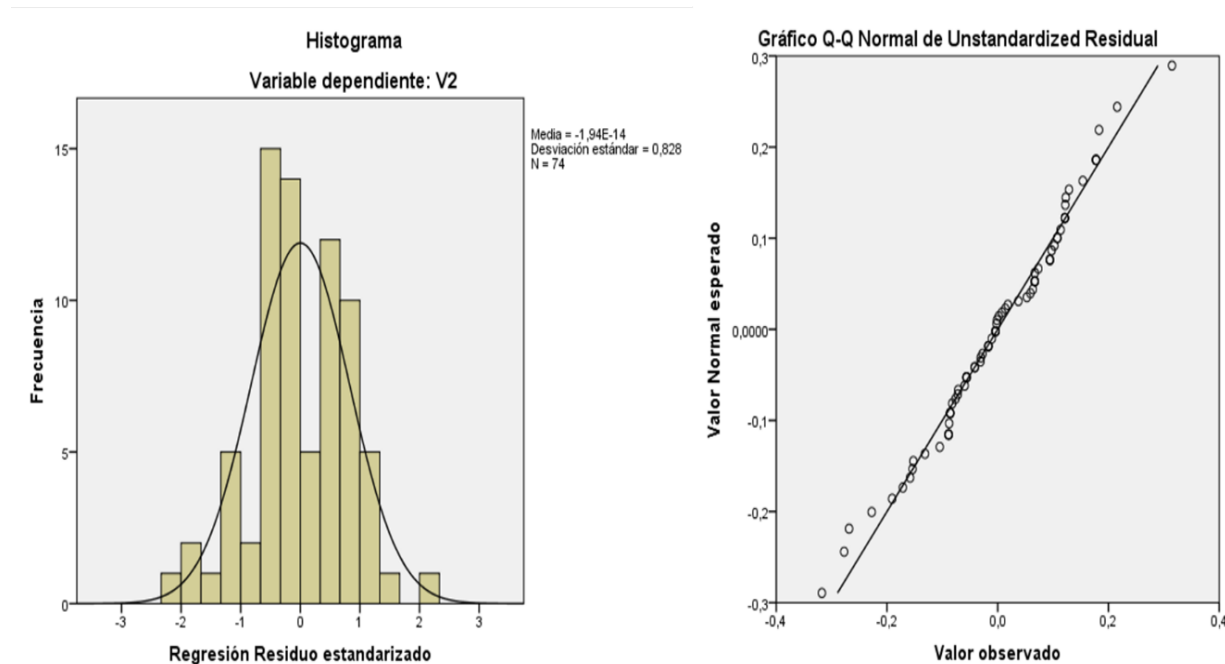 Histograma
Variable dependiente: V2
Media = -1,94E-14
Desviación estándar = 0,828
N = 74
Frecuencia
15
10
5
0
-3 -2 -1 0 1 2 3
Regresión Residuo estandarizado
Gráfico Q-Q Normal de Unstandardized Residual
Valor Normal esperado
0,3
0,2
0,1
0,0000
-0,1
-0,2
-0,3
-0,4 -0,2 0,0 0,2 0,4
Valor observado